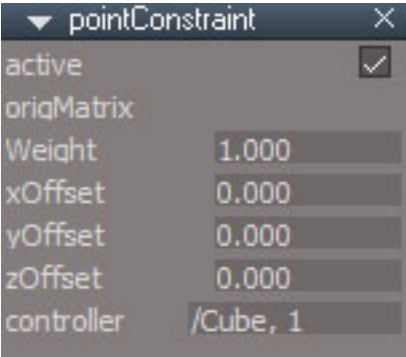 pointConstraint
active
origMatrix
Weight 1.000
xOffset 0.000
yOffset 0.000
zOffset 0.000
controller /Cube, 1